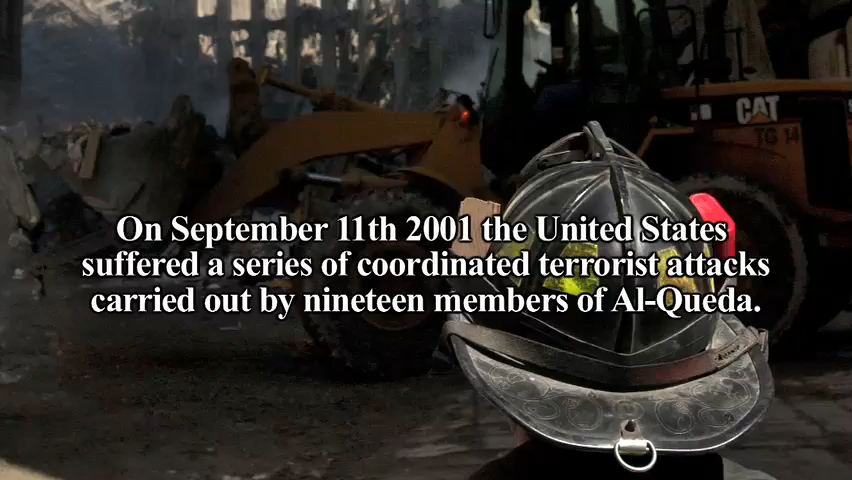 CAT
TG 14
On September 11th 2001 the United States
suffered a series of coordinated terrorist attacks
carried out by nineteen members of Al-Queda.